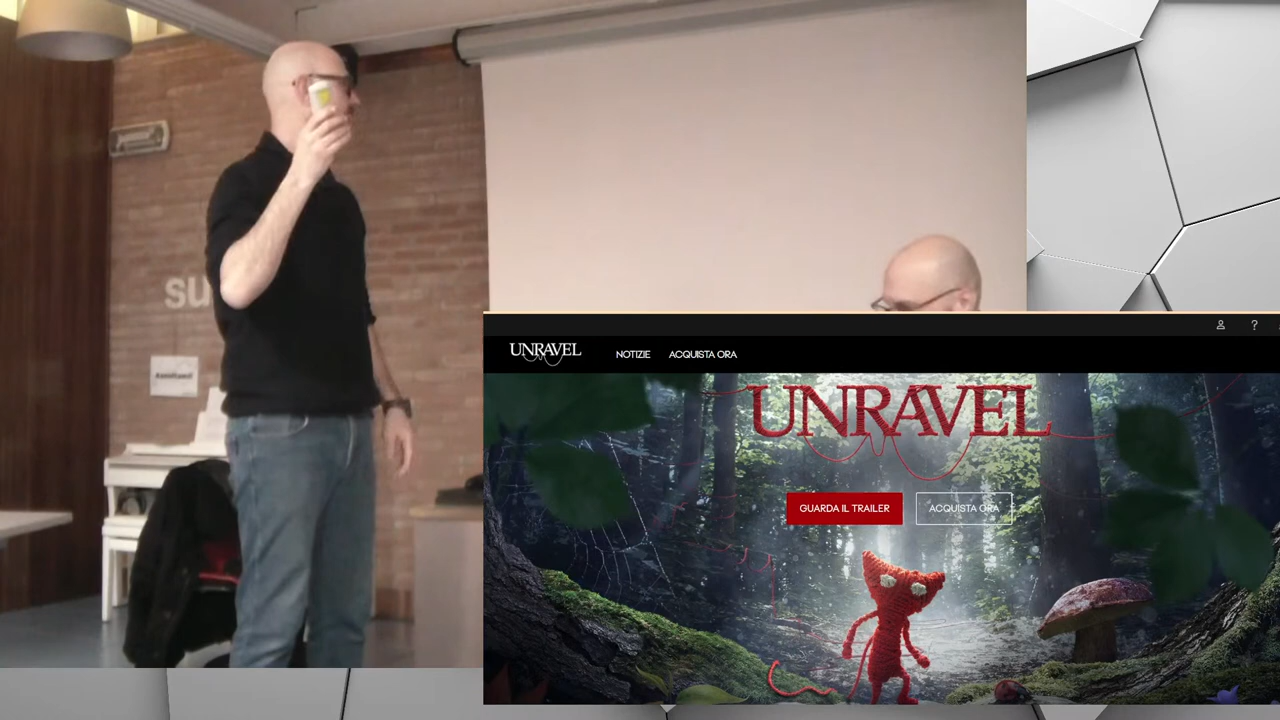 su
UNRAVEL
NOTIZIE
ACQUISTA ORA
UNRAVEL
GUARDA IL TRAILER
ACQUISTA ORA